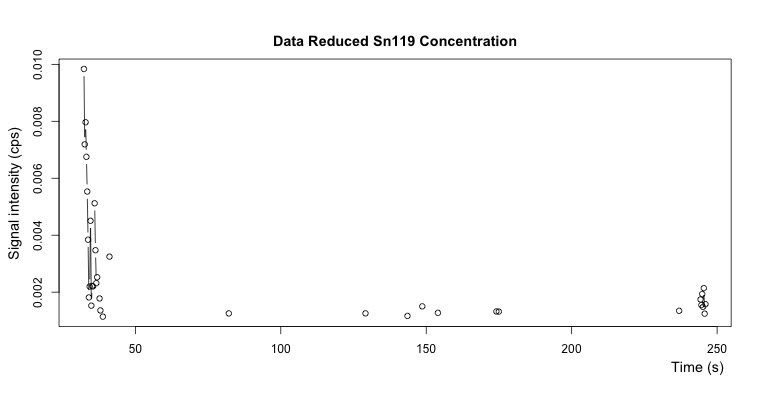 Data Reduced Sn119 Concentration
Signal intensity (cps)
0.010
0.008
0.006
0.004
0.002
50 100 150 200 250
Time (s)